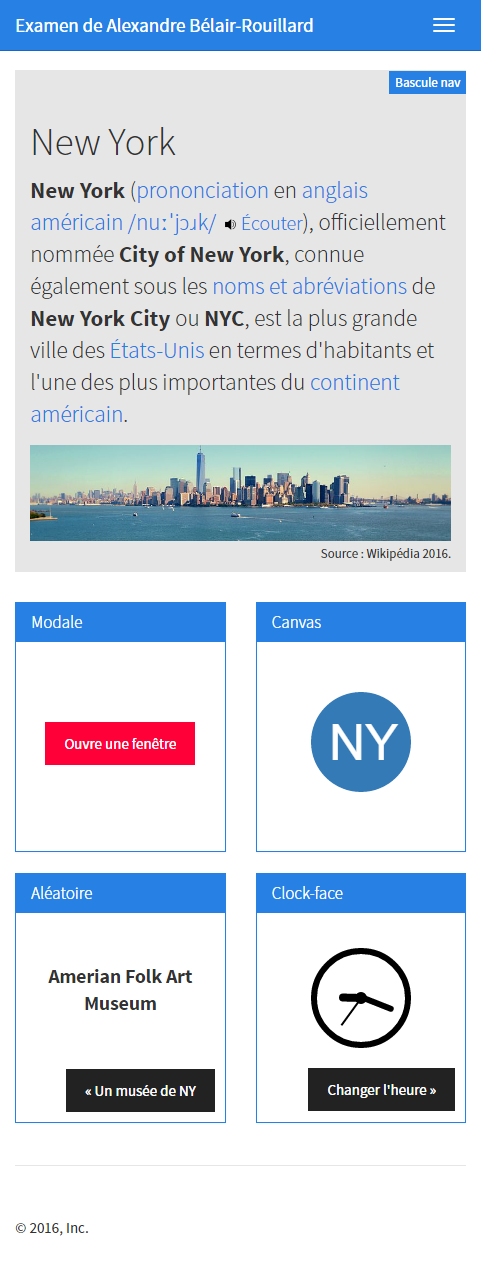 Examen de Alexandre Bélair-Rouillard
Bascule nav
New York
New York (prononciation en anglais
américain /nuːˈjɔɹk/ Écouter), officiellement
nommée City of New York, connue
également sous les noms et abréviations de
New York City ou NYC, est la plus grande
ville des États-Unis en termes d'habitants et
l'une des plus importantes du continent
américain.
Source : Wikipédia 2016.
Modale
Ouvre une fenêtre
Canvas
NY
Aléatoire
Amerian Folk Art
Museum
« Un musée de NY
Clock-face
Changer l'heure »
© 2016, Inc.